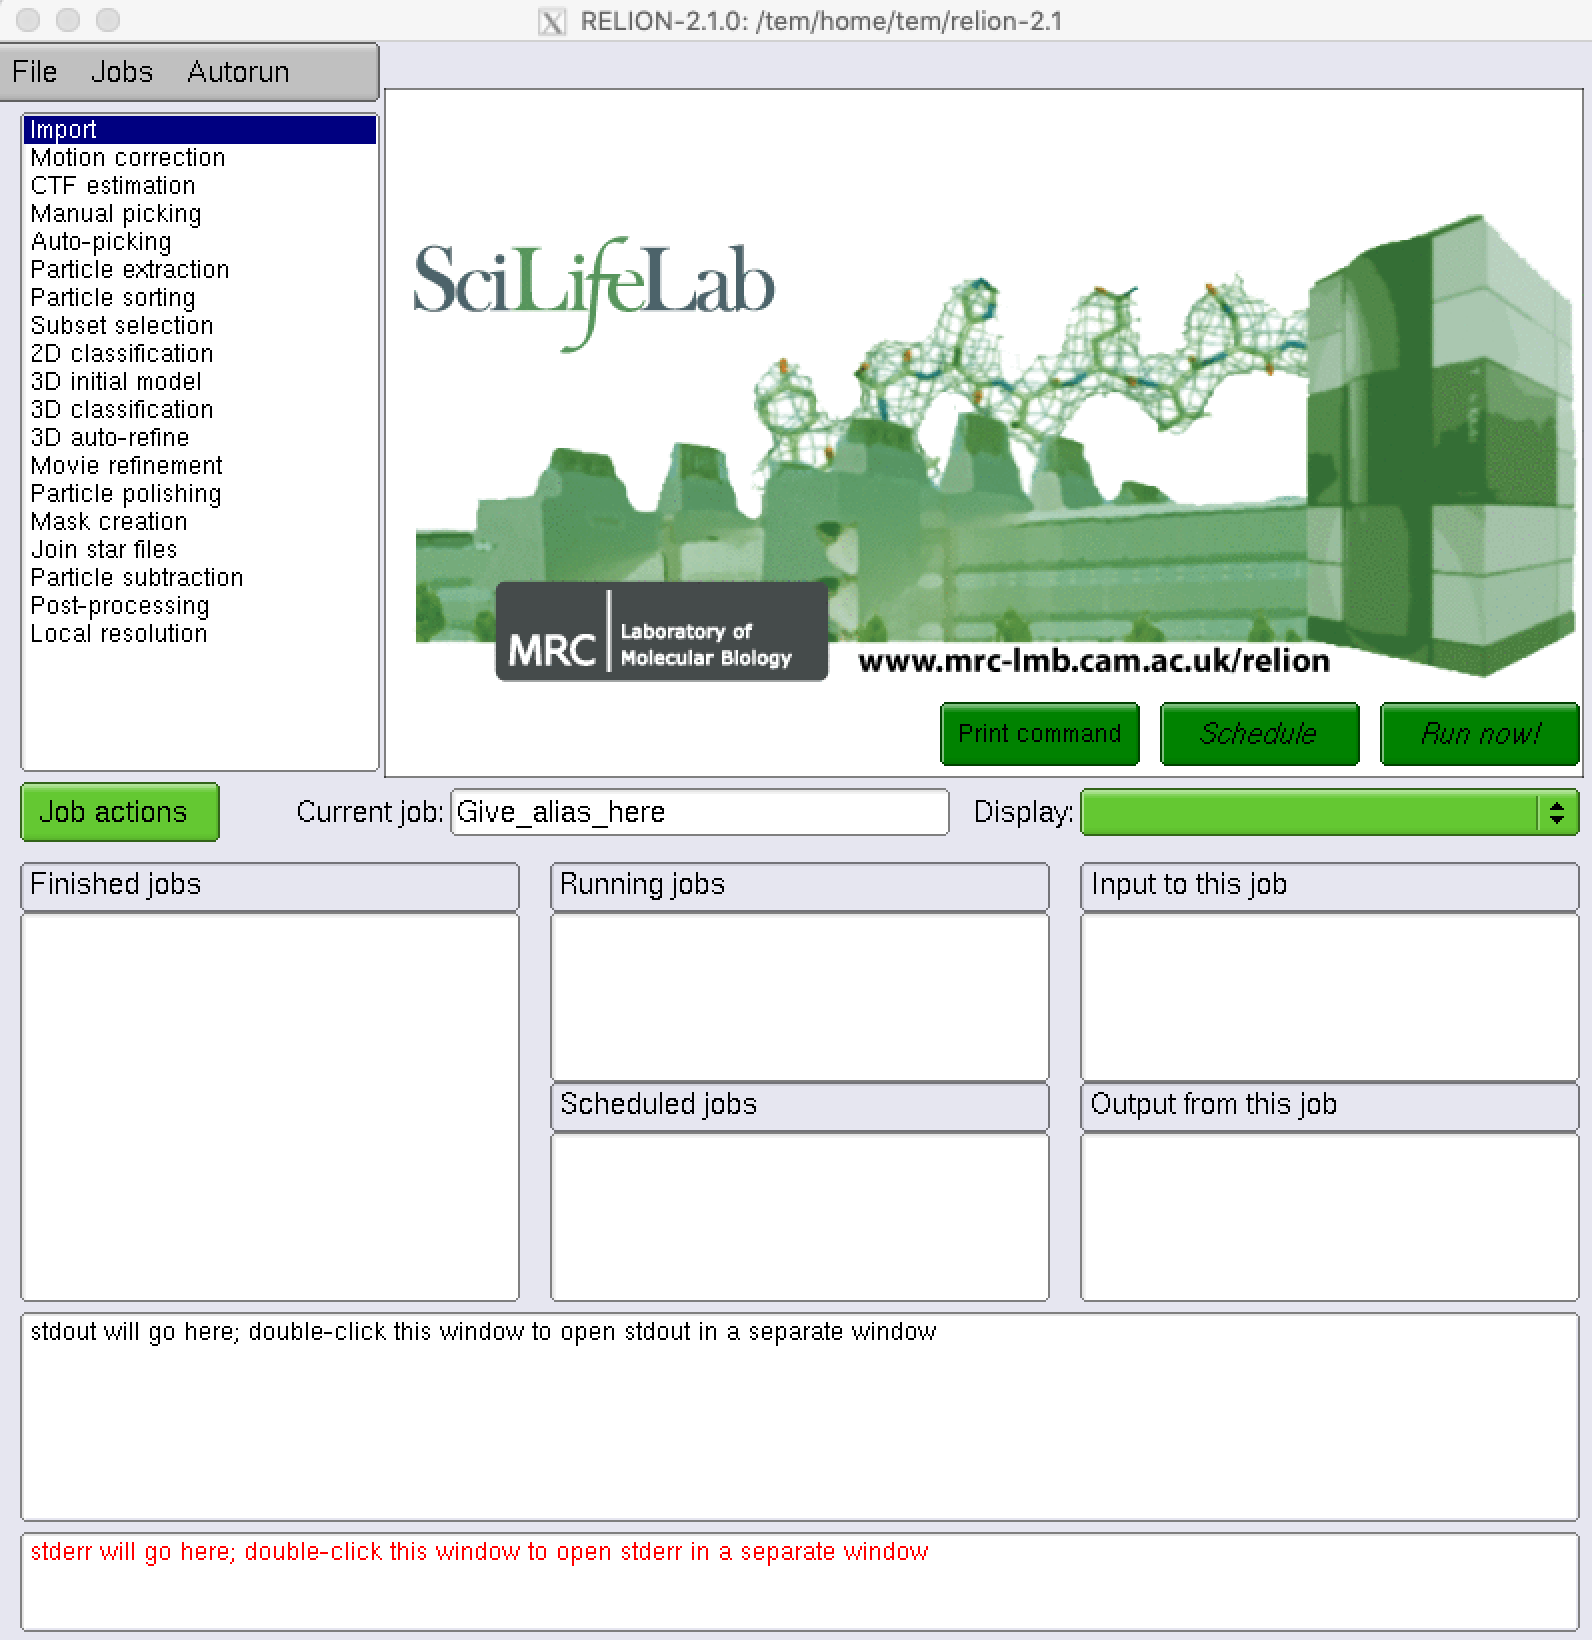 RELION-2.1.0: /tem/home/tem/relion-2.1
File Jobs Autorun
Import
Motion correction
CTF estimation
Manual picking
Auto-picking
Particle extraction
Particle sorting
Subset selection
2D classification
3D initial model
3D classification
3D auto-refine
Movie refinement
Particle polishing
Mask creation
Join star files
Particle subtraction
Post-processing
Local resolution
SciLifeLab
MRC
Laboratory of
Molecular Biology
www.mrc-lmb.cam.ac.uk/relion
Print command
Schedule
Run now!
Job actions
Current job: Give_alias_here
Display:
Finished jobs
Running jobs
Input to this job
Scheduled jobs
Output from this job
stdout will go here; double-click this window to open stdout in a separate window
stderr will go here; double-click this window to open stderr in a separate window